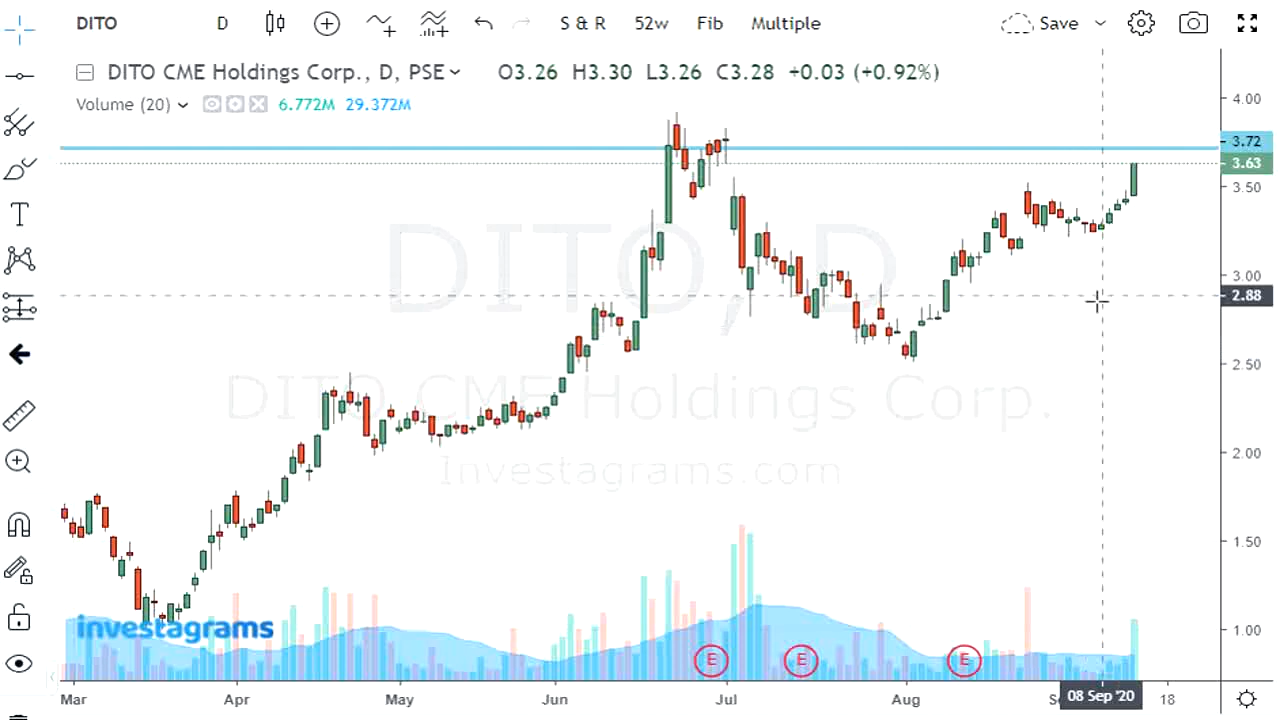 DITO D S & R 52w Fib Multiple Save
DITO CME Holdings Corp., D, PSE O3.26 H3.30 L3.26 C3.28 +0.03 (+0.92%)
Volume (20) 6.772M 29.372M
4.00
3.72
3.63
3.50
3.00
2.88
2.50
2.00
1.50
1.00
DITO, D
DITO CME Holdings Corp.
Investagrams.com
investagrams
E E E
Mar Apr May Jun Jul Aug 08 Sep '20 18